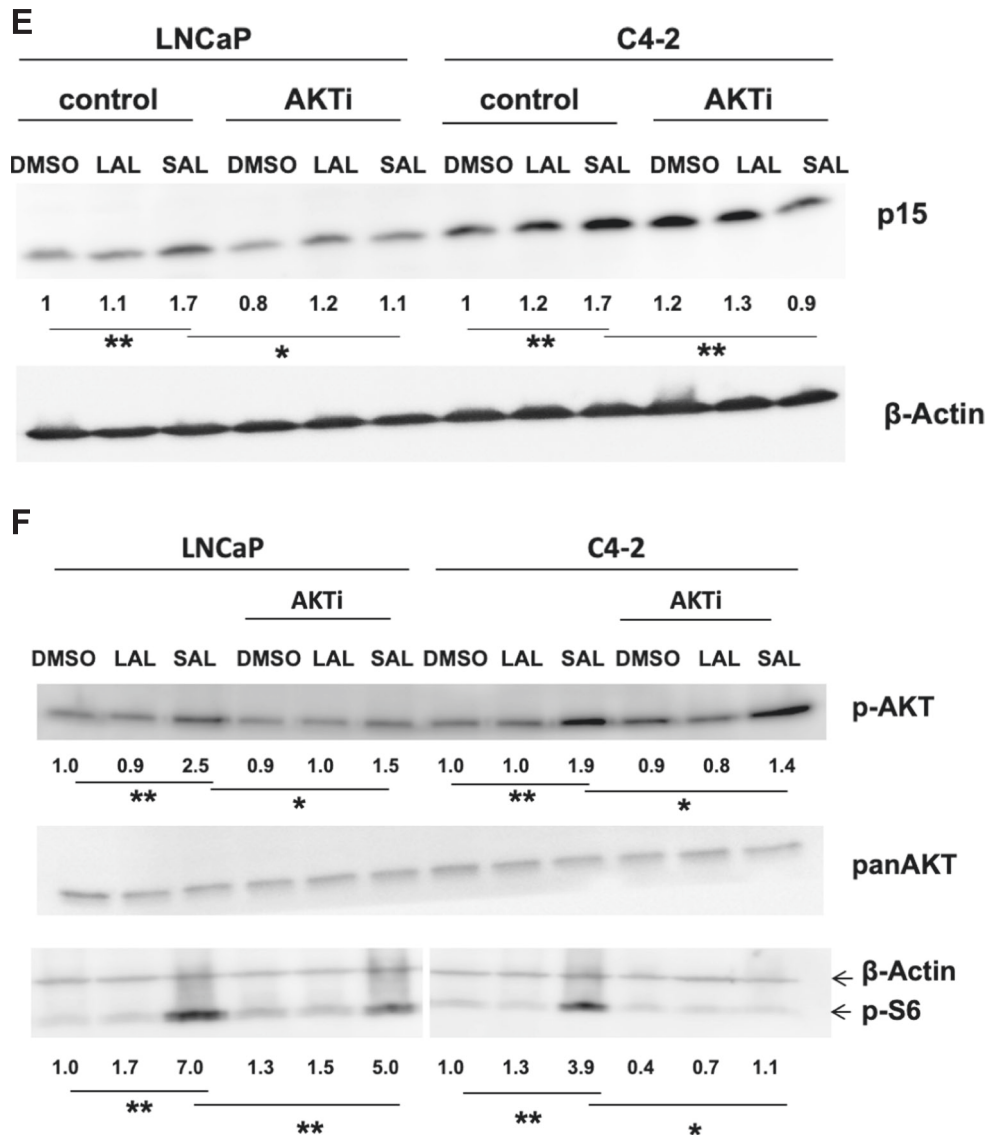 E
LNCaP C4-2
control AKTi control AKTi
DMSO LAL SAL DMSO LAL SAL DMSO LAL SAL DMSO LAL SAL
p15
1 1.1 1.7 0.8 1.2 1.1 1 1.2 1.7 1.2 1.3 0.9
** * ** **
β-Actin
F
LNCaP C4-2
AKTi AKTi
DMSO LAL SAL DMSO LAL SAL DMSO LAL SAL DMSO LAL SAL
p-AKT
1.0 0.9 2.5 0.9 1.0 1.5 1.0 1.0 1.9 0.9 0.8 1.4
** * ** *
panAKT
β-Actin
p-S6
1.0 1.7 7.0 1.3 1.5 5.0 1.0 1.3 3.9 0.4 0.7 1.1
** ** ** *